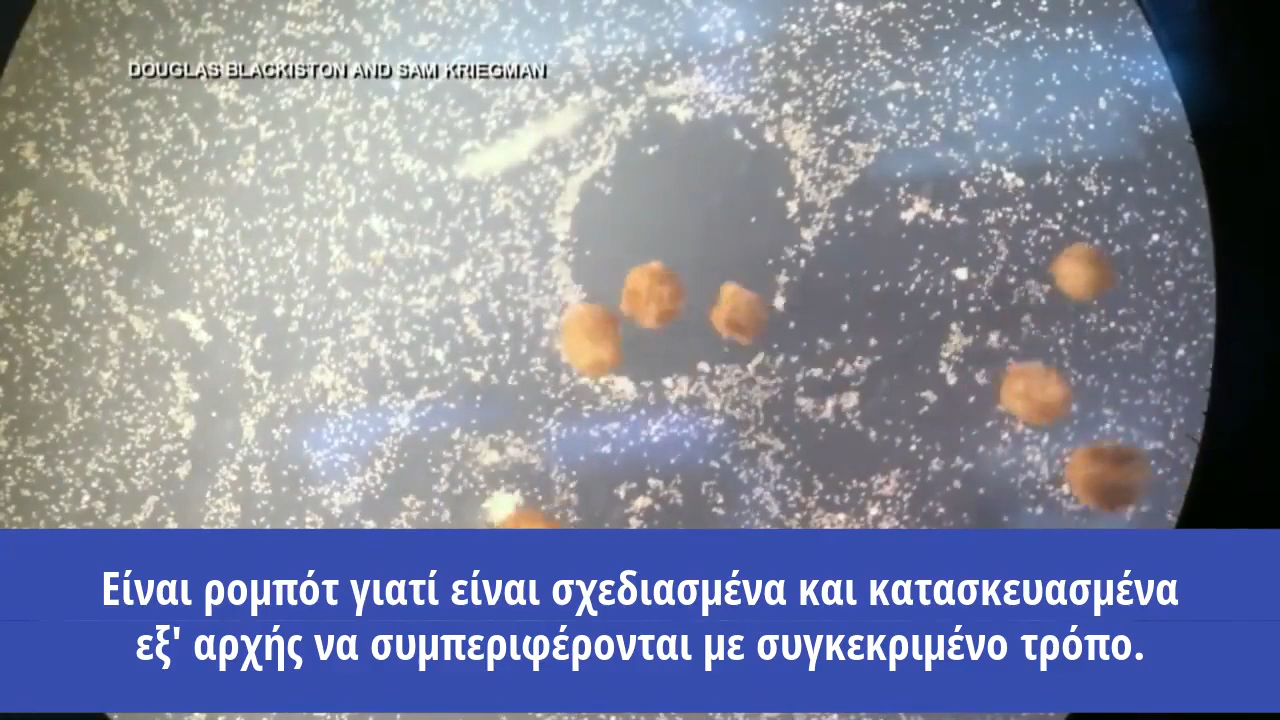 DOUGLAS BLACKISTON AND SAM KRIEGMAN
Είναι ρομπότ γιατί είναι σχεδιασμένα και κατασκευασμένα
εξ' αρχής να συμπεριφέρονται με συγκεκριμένο τρόπο.